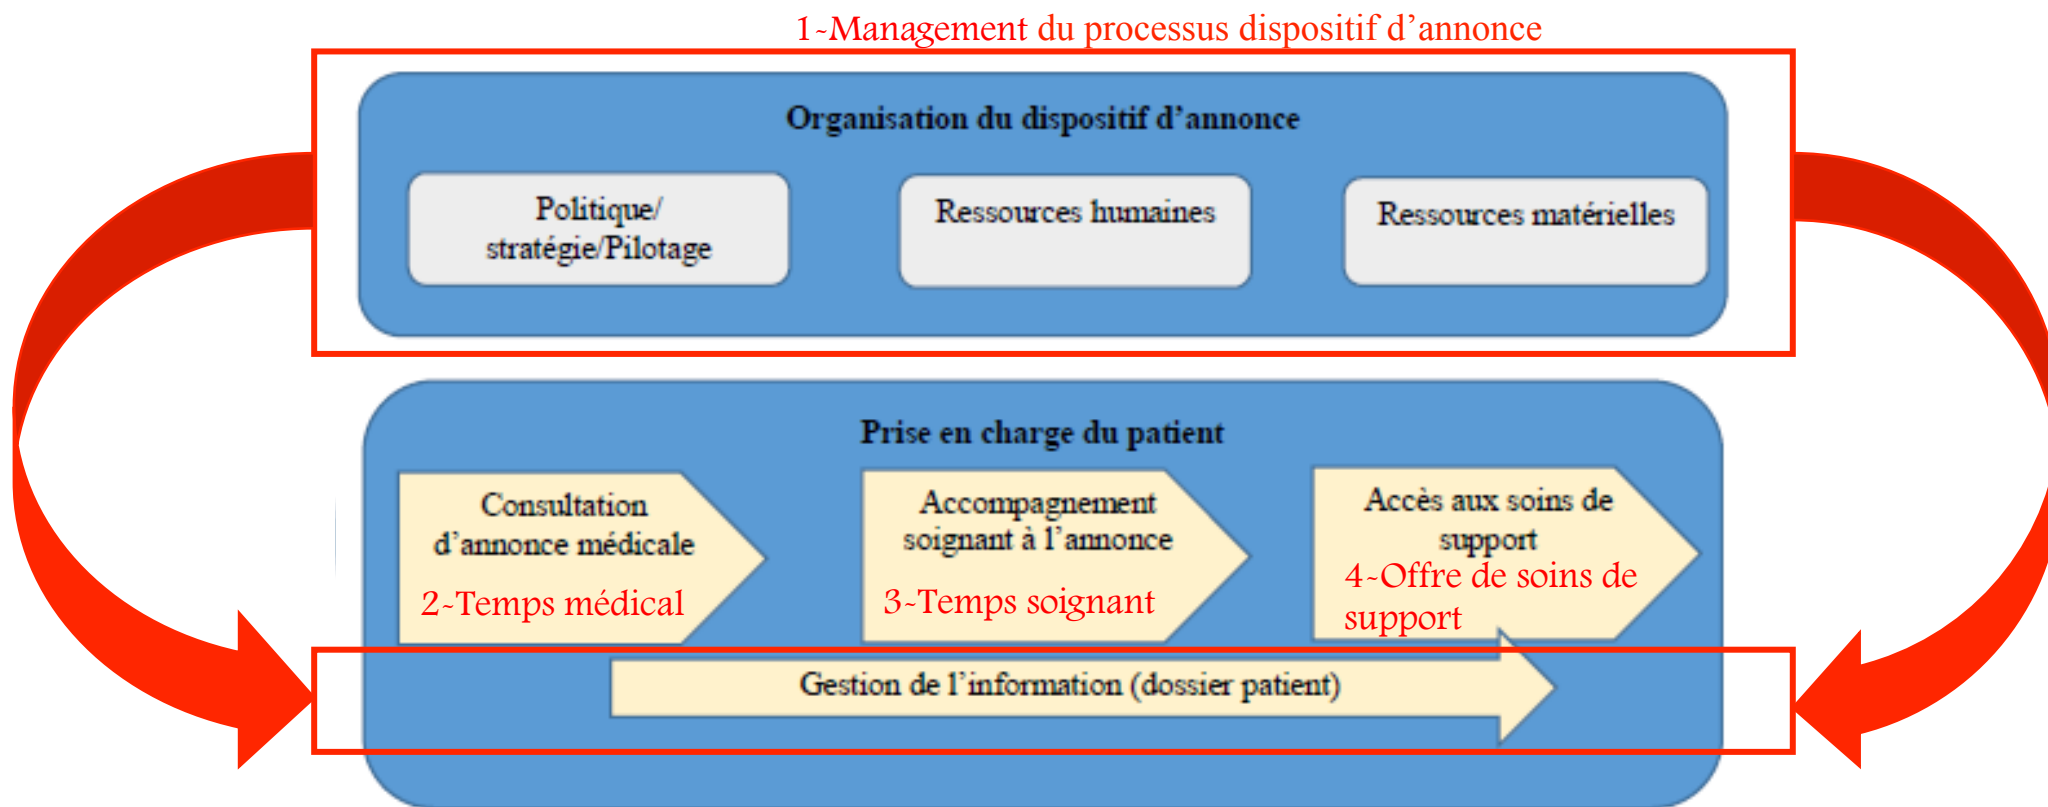 1-Management du processus dispositif d’annonce
Organisation du dispositif d’annonce
Politique/
stratégie/Pilotage
Ressources humaines
Ressources matérielles
Prise en charge du patient
Consultation
d’annonce médicale
2-Temps médical
Accompagnement
soignant à l’annonce
3-Temps soignant
Accès aux soins de
support
4-Offre de soins de
support
Gestion de l’information (dossier patient)